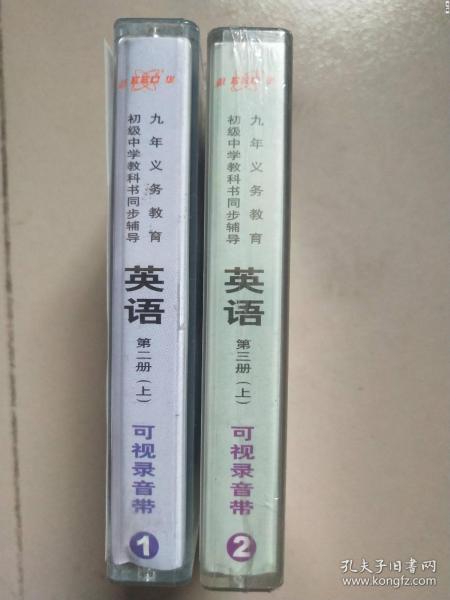 九年义务教育
初级中学教科书同步辅导
英语
第二册（上）
可视录音带
1
九年义务教育
初级中学教科书同步辅导
英语
第三册（上）
可视录音带
2
孔夫子旧书网
www.kongfz.com